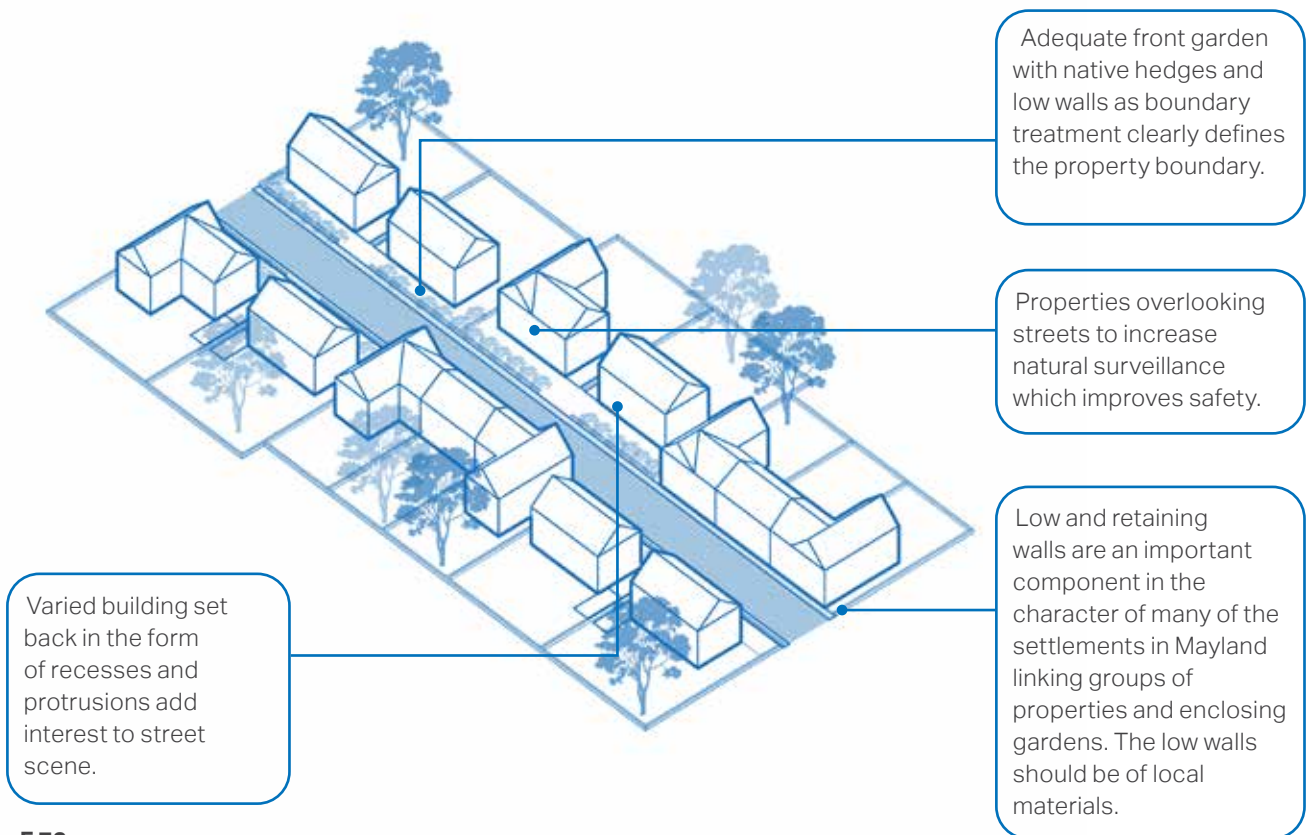 Adequate front garden
with native hedges and
low walls as boundary
treatment clearly defines
the property boundary.
Properties overlooking
streets to increase
natural surveillance
which improves safety.
Low and retaining
walls are an important
component in the
character of many of the
settlements in Mayland
linking groups of
properties and enclosing
gardens. The low walls
should be of local
materials.
Varied building set
back in the form
of recesses and
protrusions add
interest to street
scene.